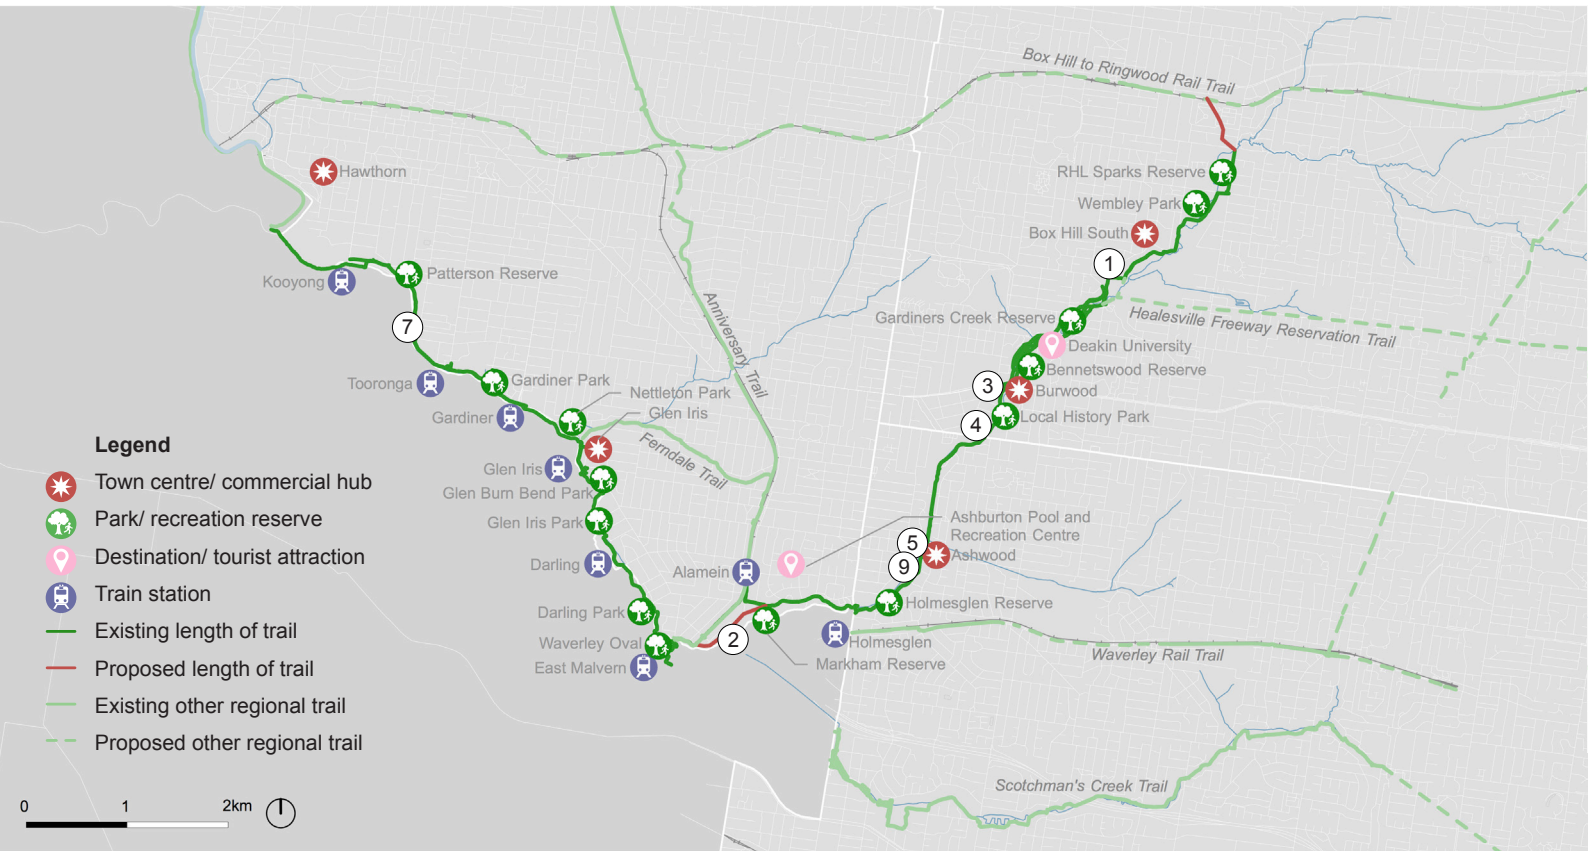 Box Hill to Ringwood Rail Trail
Hawthorn
RHL Sparks Reserve
Wembley Park
Box Hill South
1
Kooyong
Patterson Reserve
7
Anniversary Trail
Gardiners Creek Reserve
Healesville Freeway Reservation Trail
Deakin University
Bennetswood Reserve
3
Burwood
4
Local History Park
Tooronga
Gardiner Park
Nettleton Park
Gardiner
Glen Iris
Ferndale Trail
Glen Iris
Glen Burn Bend Park
Glen Iris Park
Ashburton Pool and
Recreation Centre
5
Ashwood
9
Darling
Alamein
Darling Park
Holmesglen Reserve
Waverley Oval
2
Holmesglen
East Malvern
Markham Reserve
Waverley Rail Trail
Scotchman's Creek Trail
Legend
Town centre/ commercial hub
Park/ recreation reserve
Destination/ tourist attraction
Train station
Existing length of trail
Proposed length of trail
Existing other regional trail
Proposed other regional trail
0 1 2km